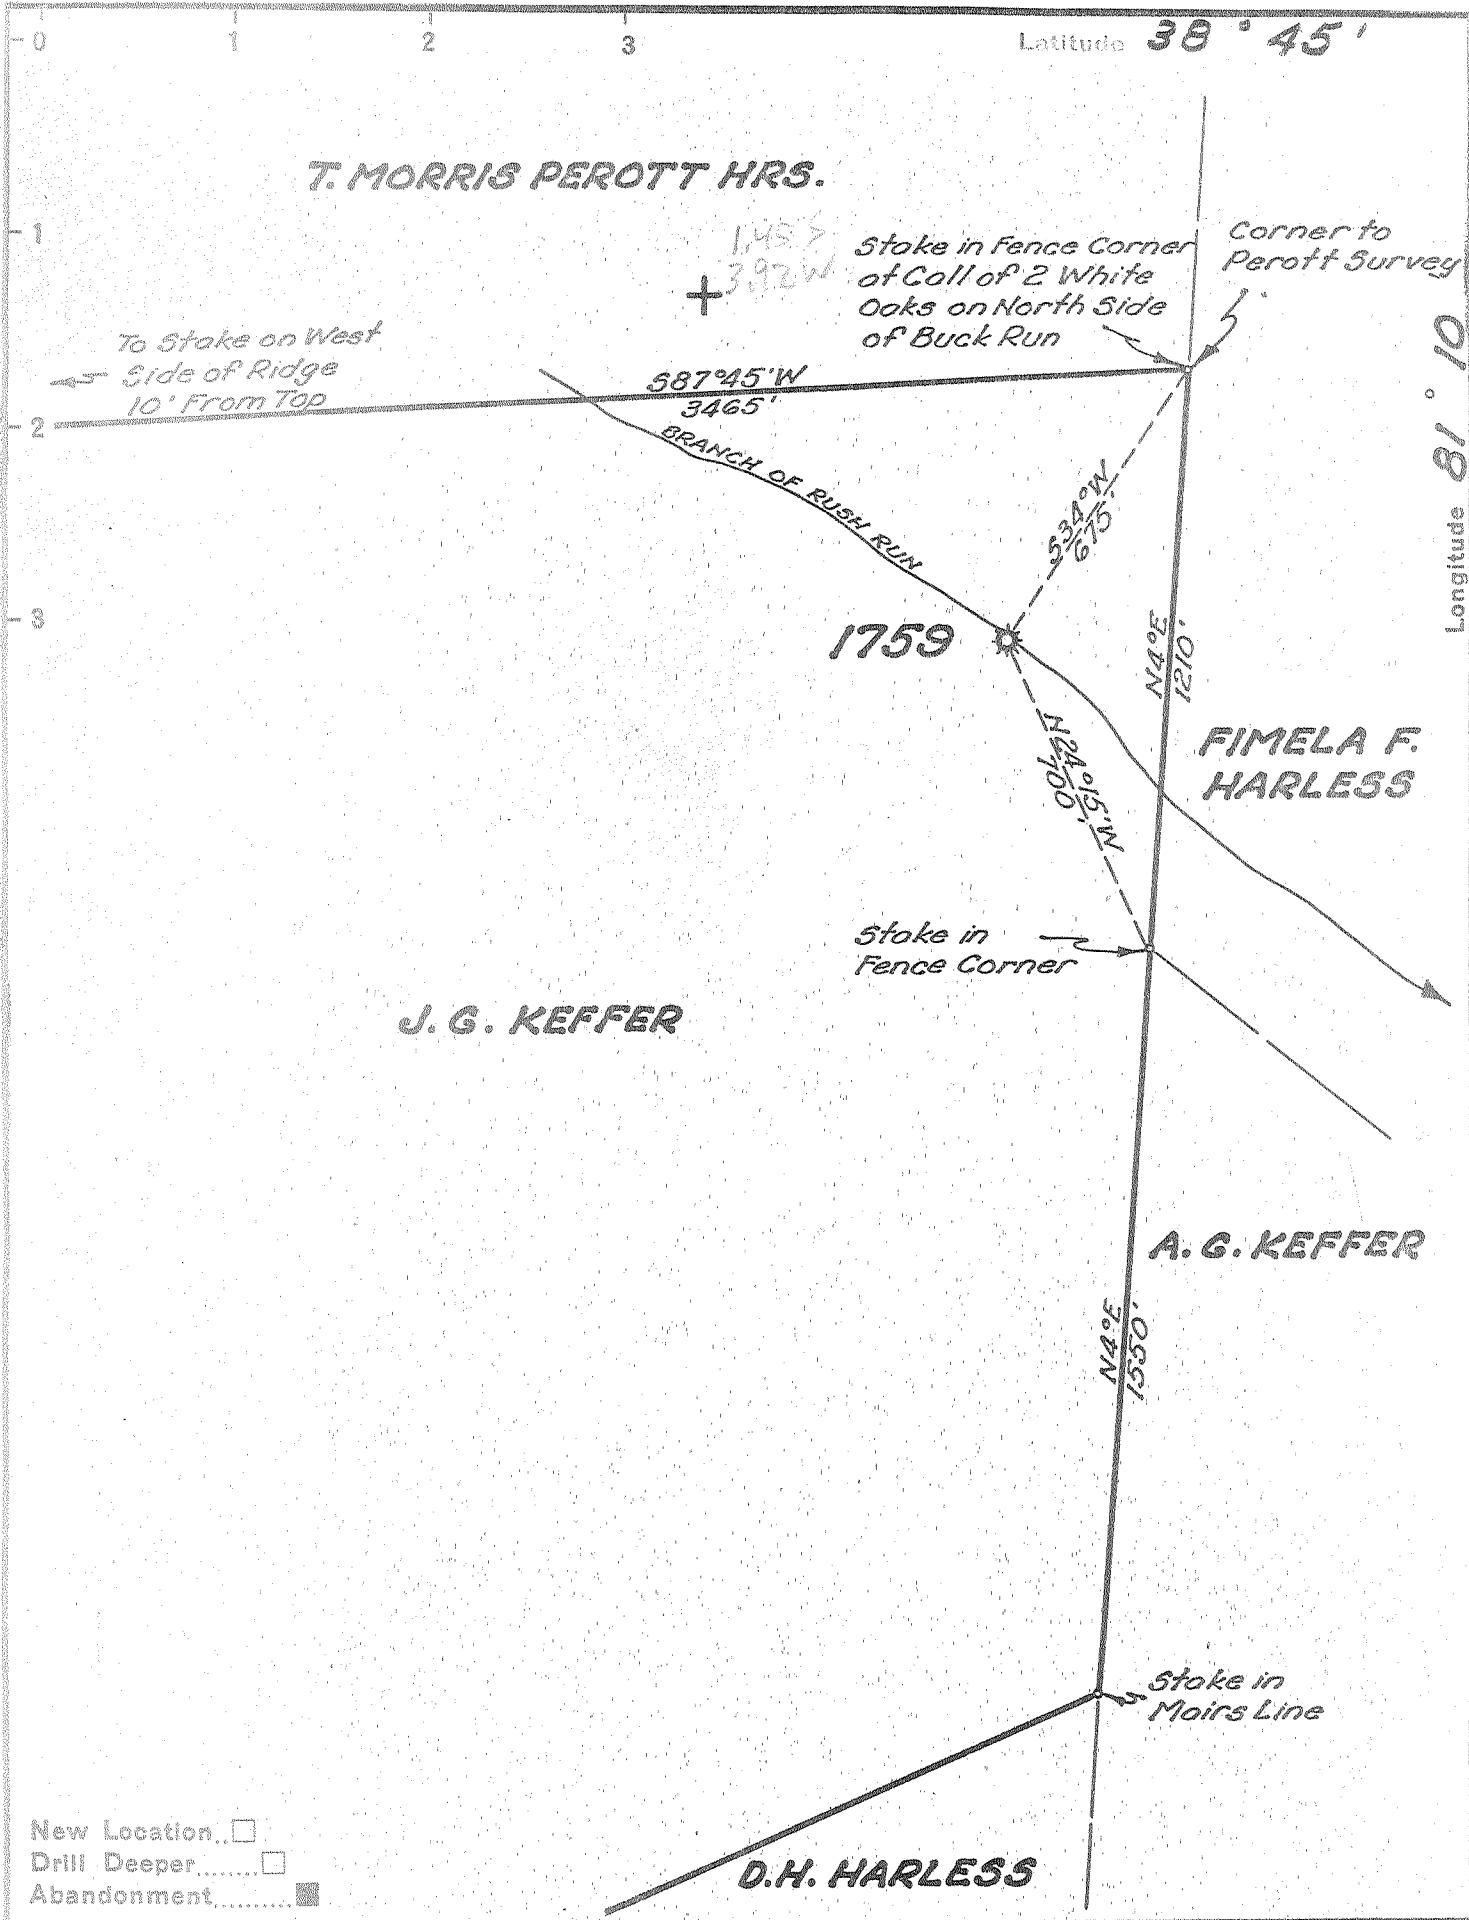 0 1 2 3
Latitude 38° 45'
T. MORRIS PEROTT HRS.
1
1.45 S
3.92 W
Stake in Fence Corner
at Call of 2 White
Oaks on North Side
of Buck Run
Corner to
Perott Survey
To Stake on West
Side of Ridge
10' From Top
S87°45'W
3465'
2
BRANCH OF RUSH RUN
S34°W
675'
Longitude 81° 10
3
1759
N4°E
1210'
N24°15'W
700'
FIMELA F.
HARLESS
Stake in
Fence Corner
J. G. KEFFER
A. G. KEFFER
N4°E
1550'
Stake in
Mairs Line
New Location
Drill Deeper
Abandonment
D.H. HARLESS